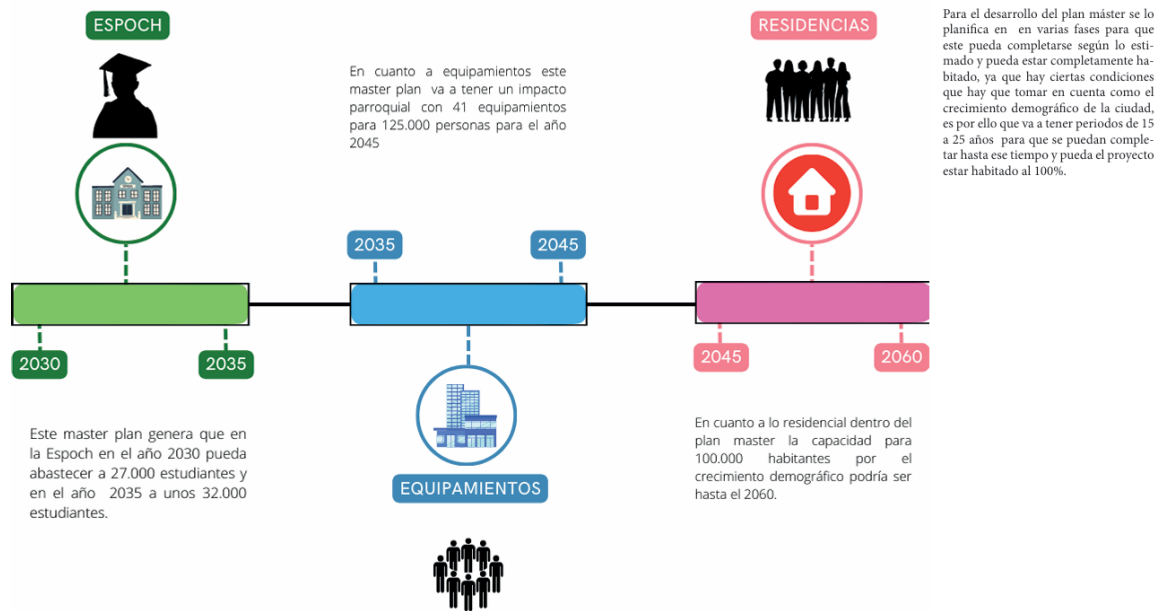 ESPOCH
En cuanto a equipamientos este
master plan va a tener un impacto
parroquial con 41 equipamientos
para 125.000 personas para el año
2045
RESIDENCIAS
Para el desarrollo del plan máster se lo
planifica en en varias fases para que
este pueda completarse según lo esti-
mado y pueda estar completamente ha-
bitado, ya que hay ciertas condiciones
que hay que tomar en cuenta como el
crecimiento demográfico de la ciudad,
es por ello que va a tener periodos de 15
a 25 años para que se puedan comple-
tar hasta ese tiempo y pueda el proyecto
estar habitado al 100%.
2035
2045
2030
2035
2045
2060
Este master plan genera que en
la Espoch en el año 2030 pueda
abastecer a 27.000 estudiantes y
en el año 2035 a unos 32.000
estudiantes.
EQUIPAMIENTOS
En cuanto a lo residencial dentro del
plan master la capacidad para
100.000 habitantes por el
crecimiento demográfico podría ser
hasta el 2060.